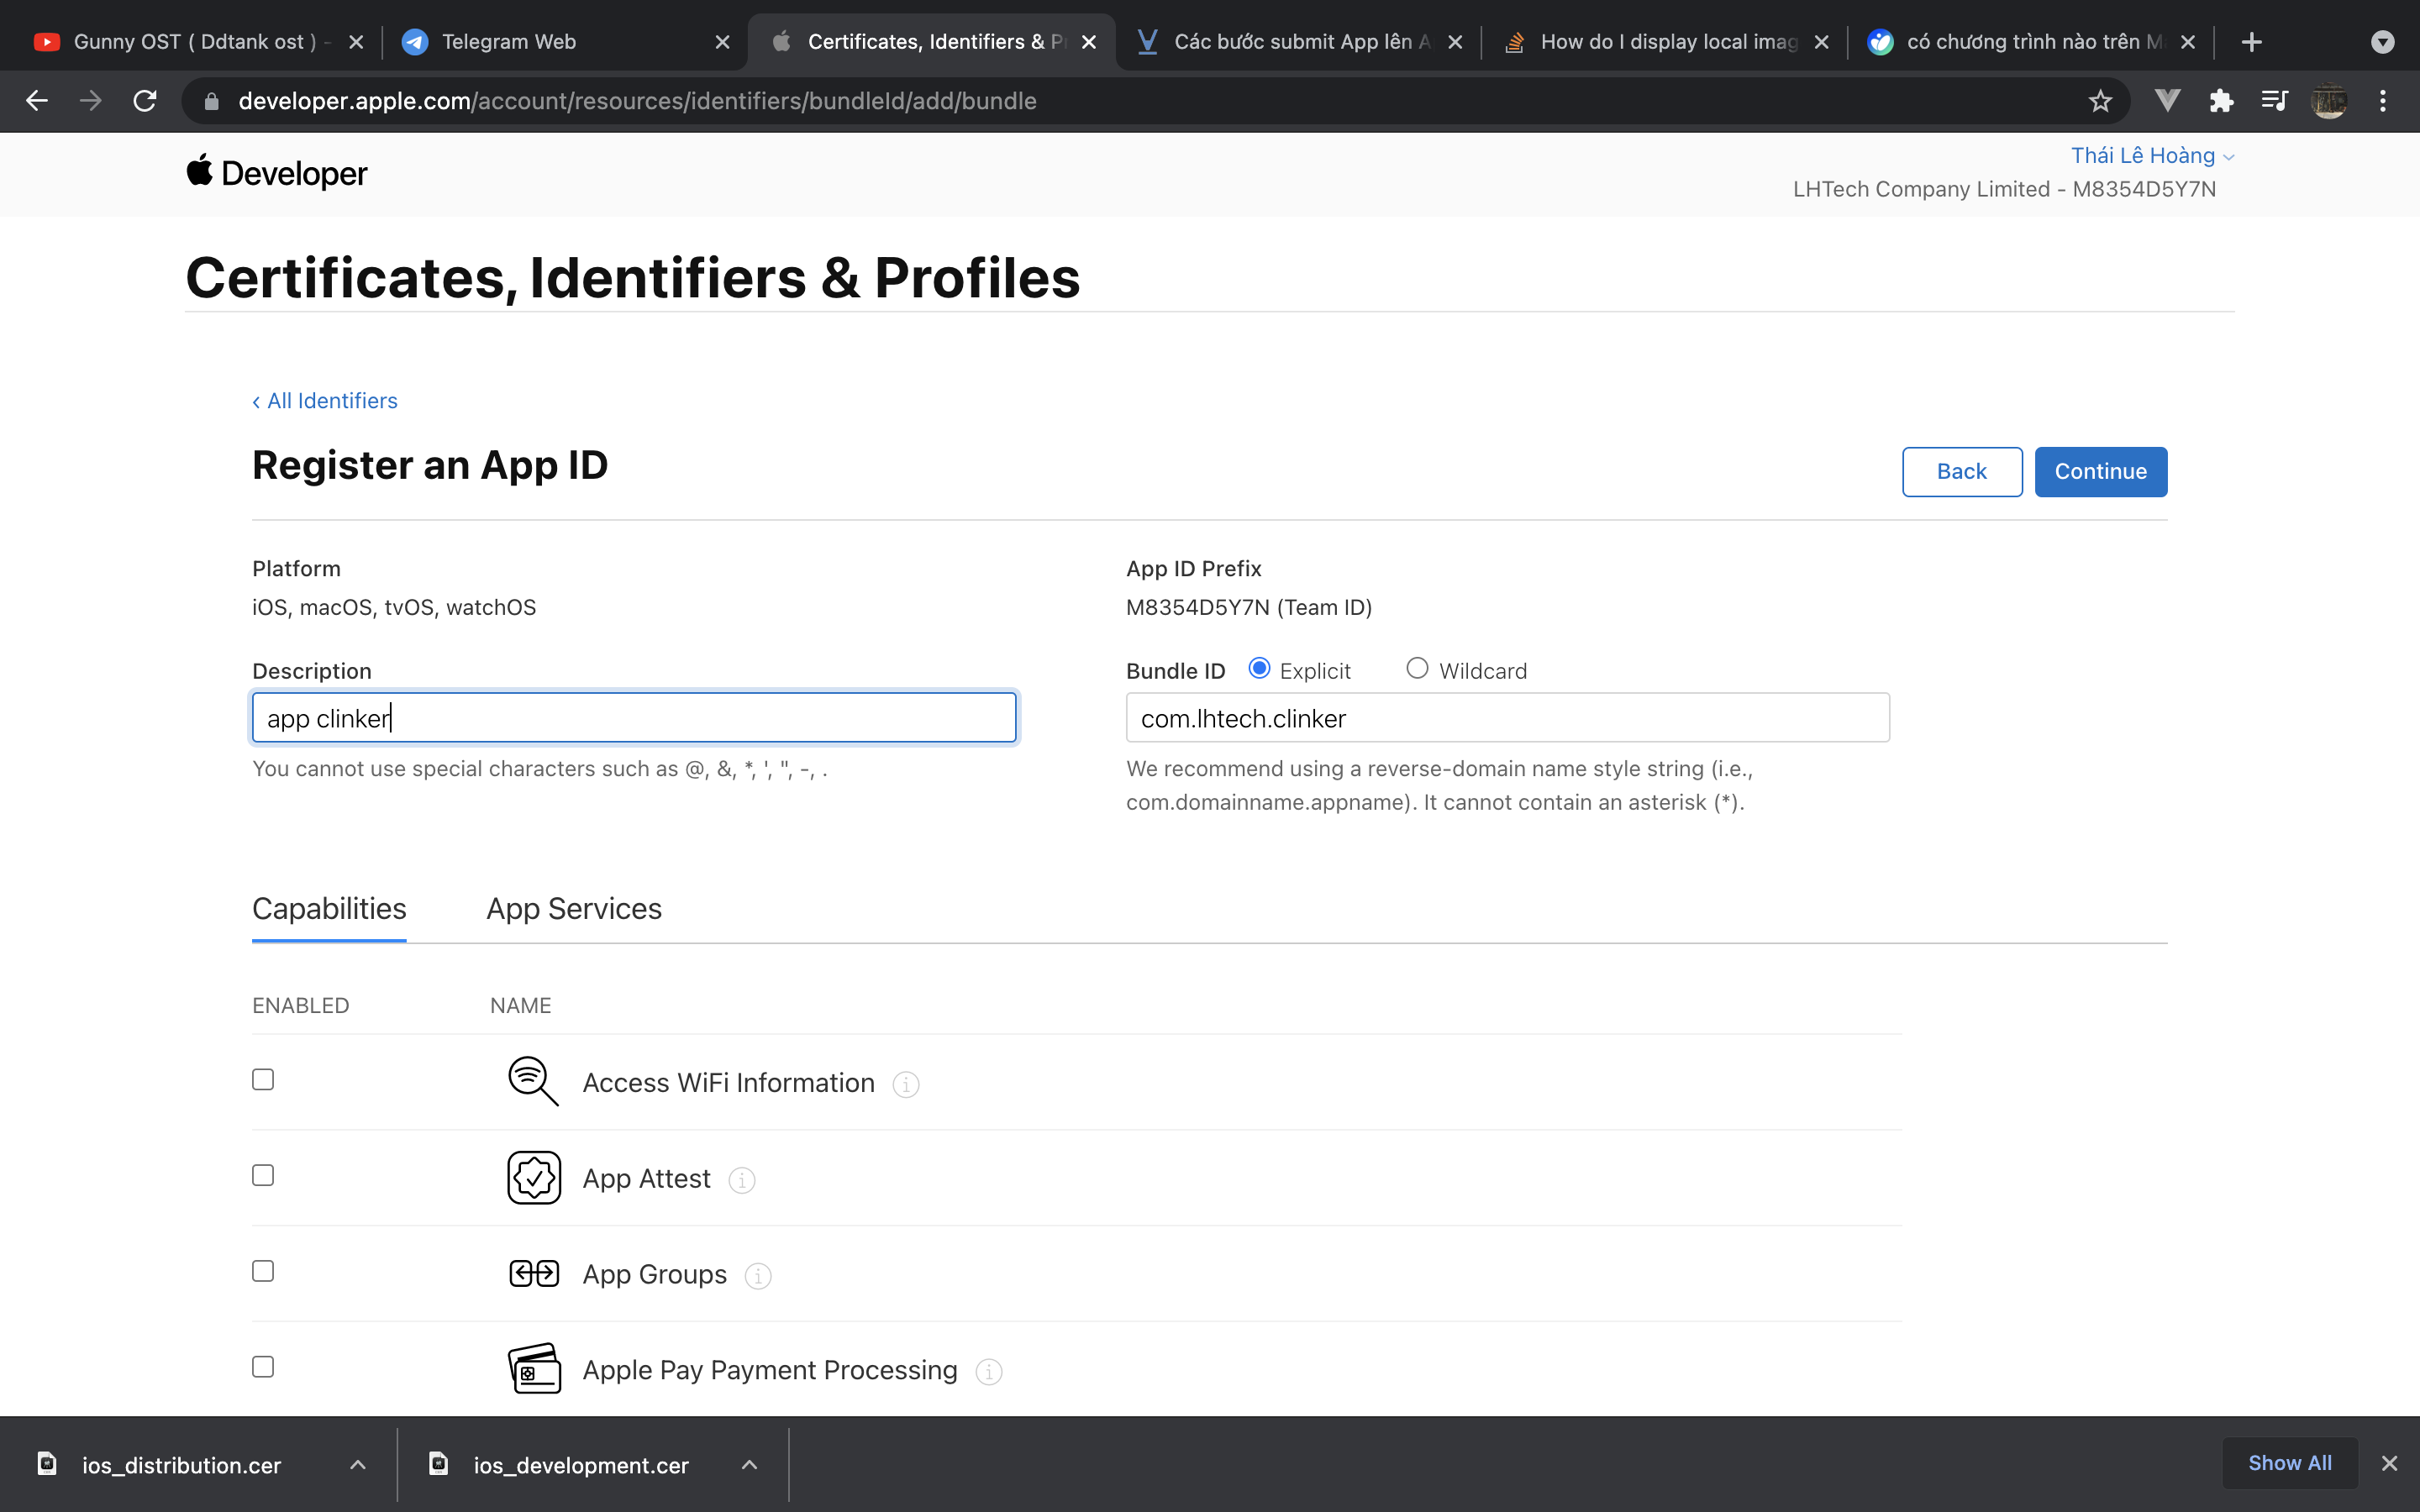 Gunny OST ( Ddtank ost ) -
Telegram Web
Certificates, Identifiers & P
Các bước submit App lên A
How do I display local imag
có chương trình nào trên M
developer.apple.com/account/resources/identifiers/bundleId/add/bundle
Developer
Thái Lê Hoàng
LHTech Company Limited - M8354D5Y7N
Certificates, Identifiers & Profiles
‹ All Identifiers
Register an App ID
Back
Continue
Platform
iOS, macOS, tvOS, watchOS
App ID Prefix
M8354D5Y7N (Team ID)
Description
app clinker
You cannot use special characters such as @, &, *, ', ", -, .
Bundle ID
Explicit
Wildcard
com.lhtech.clinker
We recommend using a reverse-domain name style string (i.e.,
com.domainname.appname). It cannot contain an asterisk (*).
Capabilities
App Services
ENABLED
NAME
Access WiFi Information
App Attest
App Groups
Apple Pay Payment Processing
ios_distribution.cer
ios_development.cer
Show All